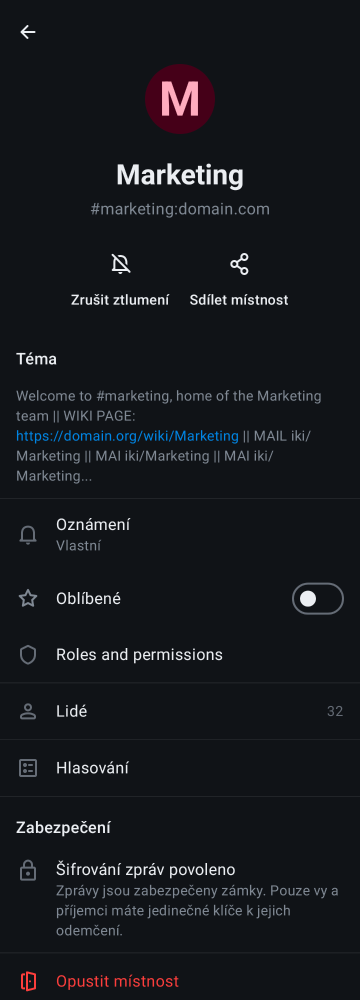 M
Marketing
#marketing:domain.com
Zrušit ztlumení
Sdílet místnost
Téma
Welcome to #marketing, home of the Marketing
team || WIKI PAGE:
https://domain.org/wiki/Marketing || MAIL iki/
Marketing || MAI iki/Marketing || MAI iki/
Marketing...
Oznámení
Vlastní
Oblíbené
Roles and permissions
Lidé 32
Hlasování
Zabezpečení
Šifrování zpráv povoleno
Zprávy jsou zabezpečeny zámky. Pouze vy a
příjemci máte jedinečné klíče k jejich
odemčení.
Opustit místnost